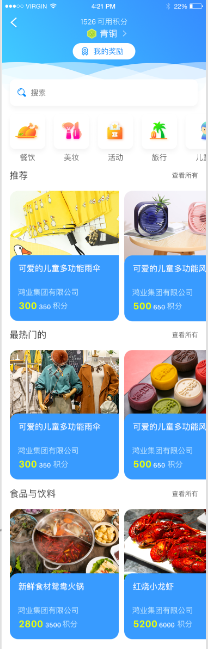 VIRGIN 4:21 PM 22%
1526 可用积分
青铜
我的奖励
搜索
餐饮 美妆 活动 旅行 儿童
推荐 查看所有
可爱的儿童多功能雨伞 可爱的儿童多功能风
鸿业集团有限公司 鸿业集团有限公司
300 350 积分 500 650 积分
最热门的 查看所有
可爱的儿童多功能雨伞 可爱的儿童多功能
鸿业集团有限公司 鸿业集团有限公司
300 350 积分 500 650 积分
食品与饮料 查看所有
新鲜食材鸳鸯火锅 红烧小龙虾
鸿业集团有限公司 鸿业集团有限公司
2800 3500 积分 5200 6000 积分